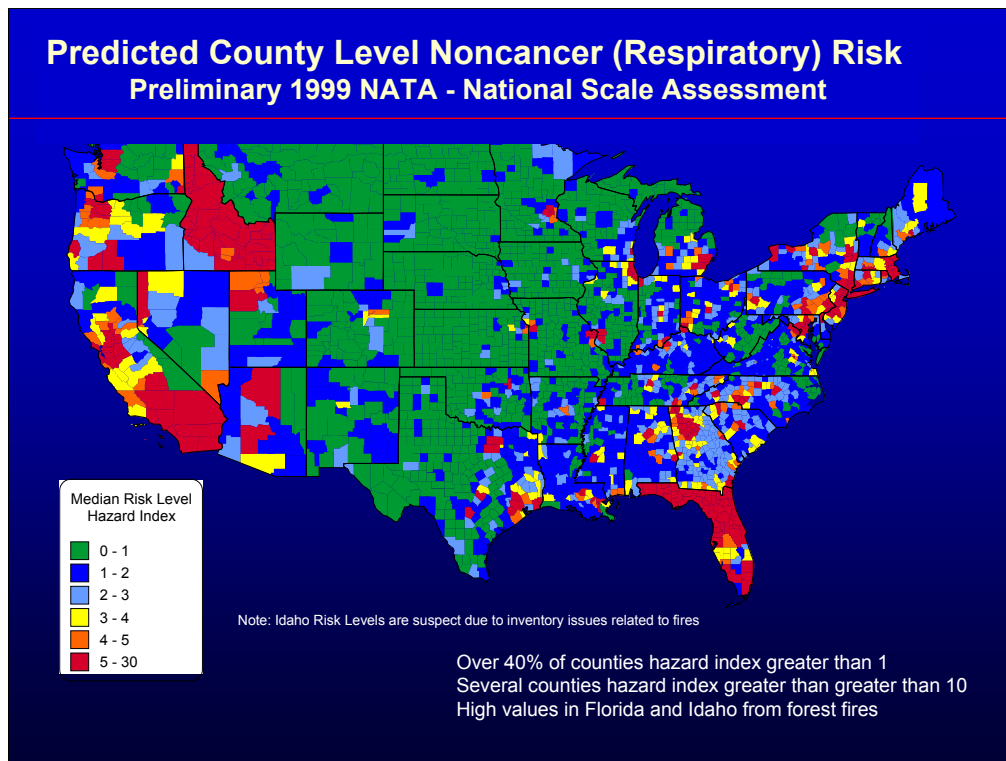 Predicted County Level Noncancer (Respiratory) Risk
Preliminary 1999 NATA - National Scale Assessment
Median Risk Level
Hazard Index
0 - 1
1 - 2
2 - 3
3 - 4
4 - 5
5 - 30
Note: Idaho Risk Levels are suspect due to inventory issues related to fires
Over 40% of counties hazard index greater than 1
Several counties hazard index greater than greater than 10
High values in Florida and Idaho from forest fires